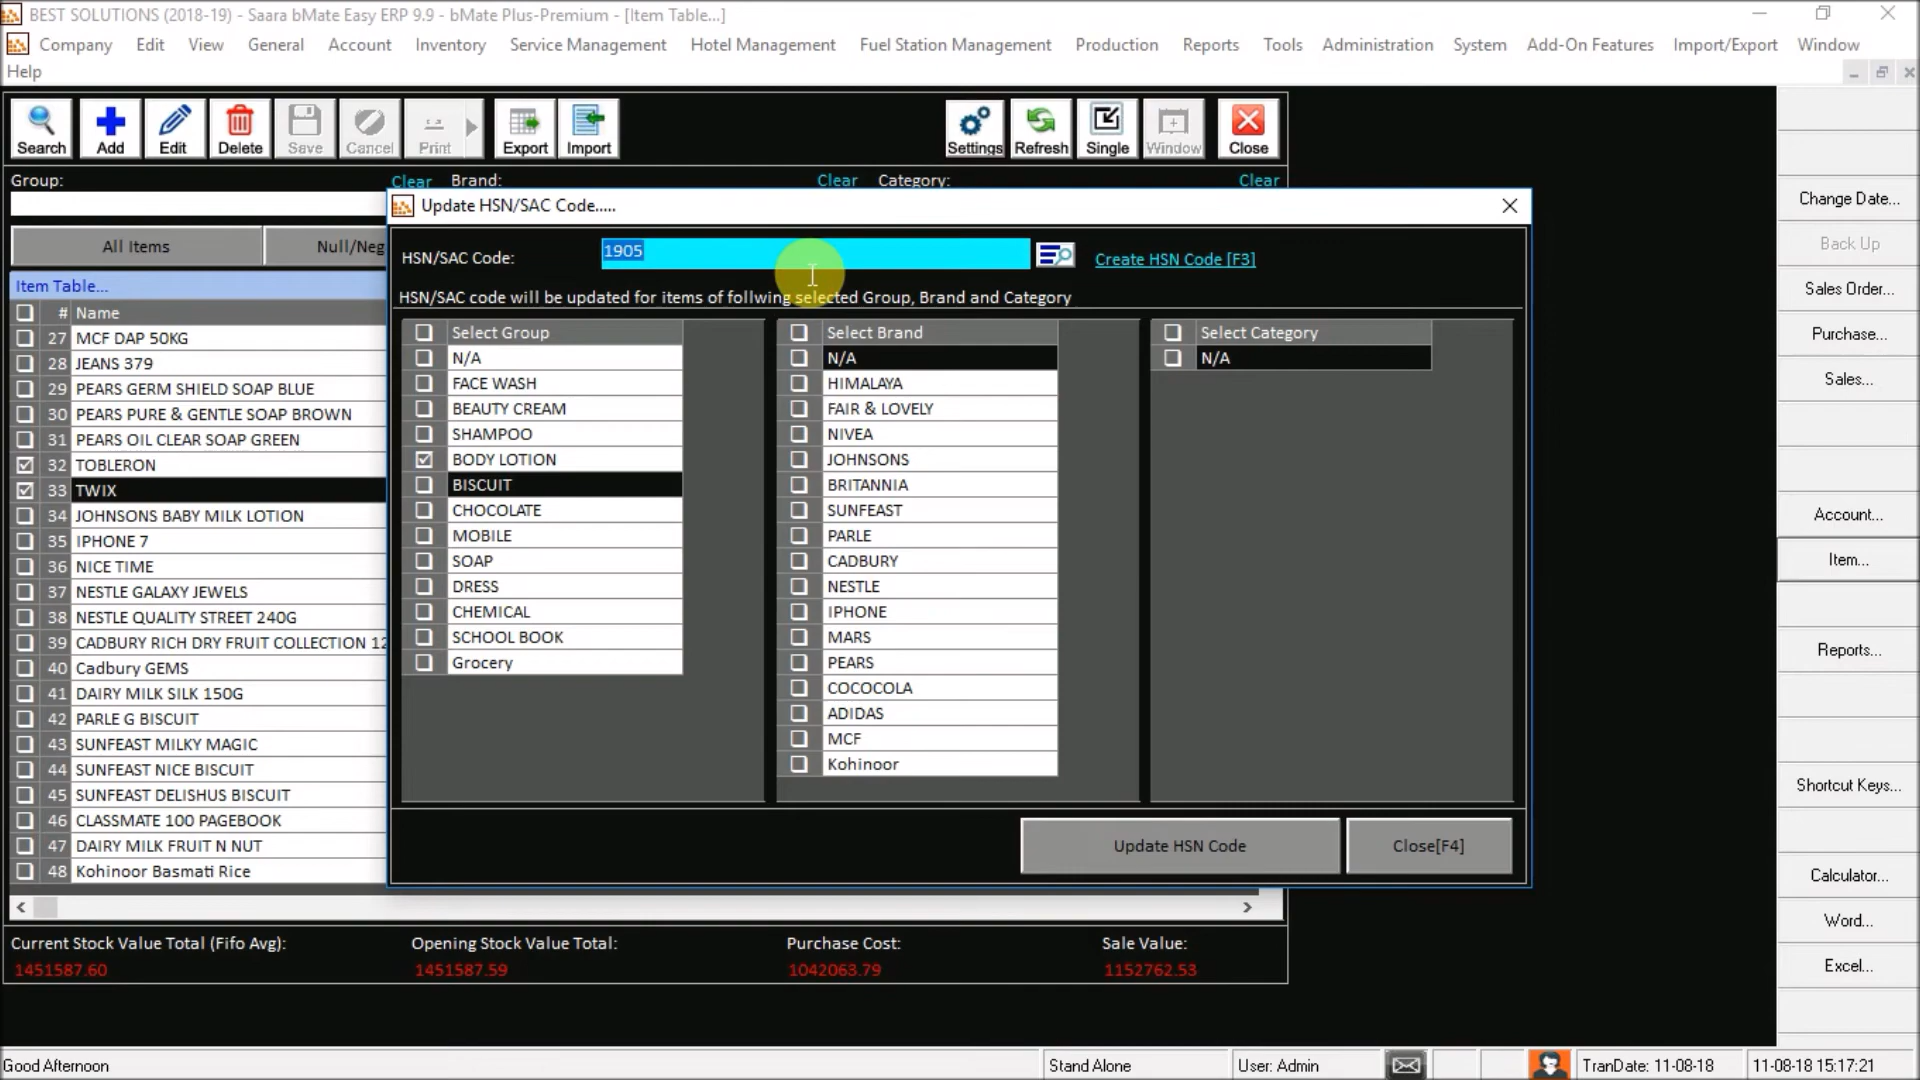 BEST SOLUTIONS (2018-19) - Saara bMate Easy ERP 9.9 - bMate Plus-Premium - [Item Table...]
Company Edit View General Account Inventory Service Management Hotel Management Fuel Station Management Production Reports Tools Administration System Add-On Features Import/Export Window
Help
Search Add Edit Delete Save Cancel Print Export Import Settings Refresh Single Window Close
Group: Clear Brand: Clear Category: Clear
All Items Null/Neg
Item Table...
# Name
27 MCF DAP 50KG
28 JEANS 379
29 PEARS GERM SHIELD SOAP BLUE
30 PEARS PURE & GENTLE SOAP BROWN
31 PEARS OIL CLEAR SOAP GREEN
32 TOBLERON
33 TWIX
34 JOHNSONS BABY MILK LOTION
35 IPHONE 7
36 NICE TIME
37 NESTLE GALAXY JEWELS
38 NESTLE QUALITY STREET 240G
39 CADBURY RICH DRY FRUIT COLLECTION 12
40 Cadbury GEMS
41 DAIRY MILK SILK 150G
42 PARLE G BISCUIT
43 SUNFEAST MILKY MAGIC
44 SUNFEAST NICE BISCUIT
45 SUNFEAST DELISHUS BISCUIT
46 CLASSMATE 100 PAGEBOOK
47 DAIRY MILK FRUIT N NUT
48 Kohinoor Basmati Rice
Update HSN/SAC Code.....
HSN/SAC Code: 1905 Create HSN Code [F3]
HSN/SAC code will be updated for items of follwing selected Group, Brand and Category
Select Group
N/A
FACE WASH
BEAUTY CREAM
SHAMPOO
BODY LOTION
BISCUIT
CHOCOLATE
MOBILE
SOAP
DRESS
CHEMICAL
SCHOOL BOOK
Grocery
Select Brand
N/A
HIMALAYA
FAIR & LOVELY
NIVEA
JOHNSONS
BRITANNIA
SUNFEAST
PARLE
CADBURY
NESTLE
IPHONE
MARS
PEARS
COCOCOLA
ADIDAS
MCF
Kohinoor
Select Category
N/A
Update HSN Code Close[F4]
Current Stock Value Total (Fifo Avg): Opening Stock Value Total: Purchase Cost: Sale Value:
1451587.60 1451587.59 1042063.79 1152762.53
Change Date...
Back Up
Sales Order...
Purchase...
Sales...
Account...
Item...
Reports...
Shortcut Keys...
Calculator...
Word...
Excel...
Good Afternoon Stand Alone User: Admin TranDate: 11-08-18 11-08-18 15:17:21